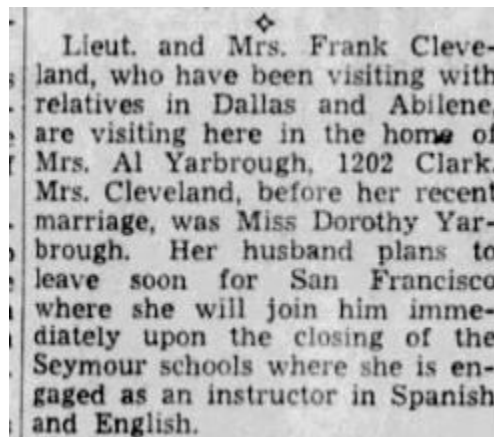 Lieut. and Mrs. Frank Cleve-
land, who have been visiting with
relatives in Dallas and Abilene,
are visiting here in the home of
Mrs. Al Yarbrough, 1202 Clark.
Mrs. Cleveland, before her recent
marriage, was Miss Dorothy Yar-
brough. Her husband plans to
leave soon for San Francisco
where she will join him imme-
diately upon the closing of the
Seymour schools where she is en-
gaged as an instructor in Spanish
and English.